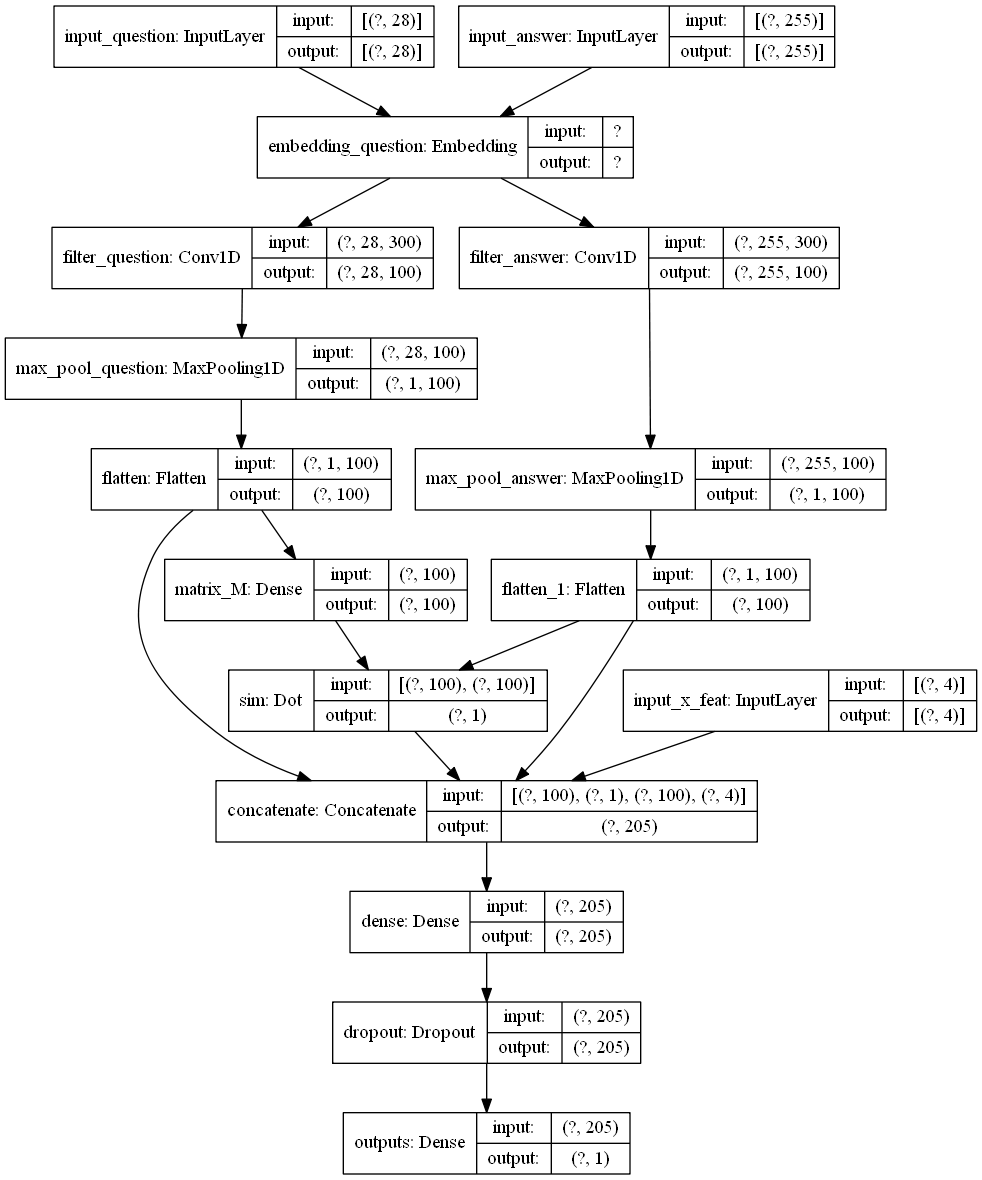 input_question: InputLayer
input:
[(?, 28)]
output:
[(?, 28)]
input_answer: InputLayer
input:
[(?, 255)]
output:
[(?, 255)]
embedding_question: Embedding
input:
?
output:
?
filter_question: Conv1D
input:
(?, 28, 300)
output:
(?, 28, 100)
filter_answer: Conv1D
input:
(?, 255, 300)
output:
(?, 255, 100)
max_pool_question: MaxPooling1D
input:
(?, 28, 100)
output:
(?, 1, 100)
flatten: Flatten
input:
(?, 1, 100)
output:
(?, 100)
max_pool_answer: MaxPooling1D
input:
(?, 255, 100)
output:
(?, 1, 100)
matrix_M: Dense
input:
(?, 100)
output:
(?, 100)
flatten_1: Flatten
input:
(?, 1, 100)
output:
(?, 100)
sim: Dot
input:
[(?, 100), (?, 100)]
output:
(?, 1)
input_x_feat: InputLayer
input:
[(?, 4)]
output:
[(?, 4)]
concatenate: Concatenate
input:
[(?, 100), (?, 1), (?, 100), (?, 4)]
output:
(?, 205)
dense: Dense
input:
(?, 205)
output:
(?, 205)
dropout: Dropout
input:
(?, 205)
output:
(?, 205)
outputs: Dense
input:
(?, 205)
output:
(?, 1)